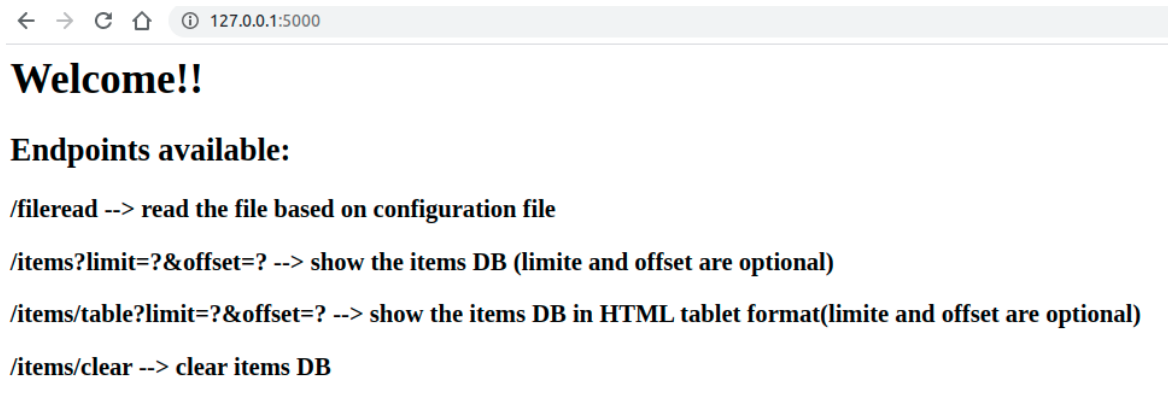 127.0.0.1:5000
Welcome!!
Endpoints available:
/fileread --> read the file based on configuration file
/items?limit=?&offset=? --> show the items DB (limite and offset are optional)
/items/table?limit=?&offset=? --> show the items DB in HTML tablet format(limite and offset are optional)
/items/clear --> clear items DB